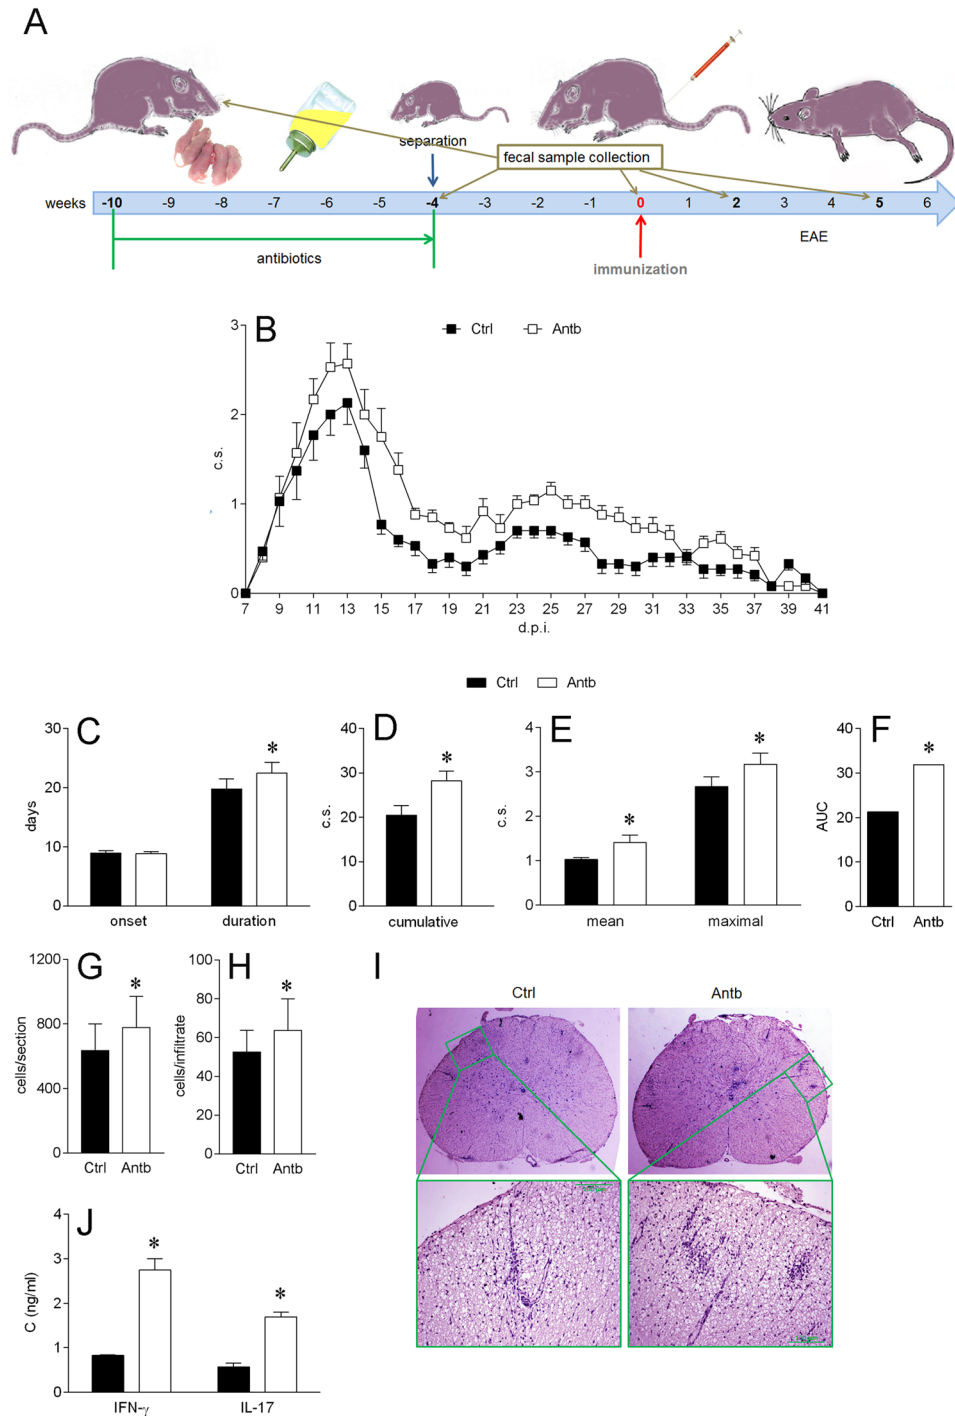 A
separation
fecal sample collection
weeks -10 -9 -8 -7 -6 -5 -4 -3 -2 -1 0 1 2 3 4 5 6
antibiotics
EAE
immunization
B
Ctrl Antb
3
2
1
0
c.s.
7 9 11 13 15 17 19 21 23 25 27 29 31 33 35 37 39 41
d.p.i.
Ctrl Antb
C
30
20
10
0
days
onset duration
*
D
40
30
20
10
0
c.s.
cumulative
*
E
4
3
2
1
0
c.s.
mean maximal
* *
F
40
30
20
10
0
AUC
Ctrl Antb
*
G
1200
800
400
0
cells/section
Ctrl Antb
*
H
100
80
60
40
20
0
cells/infiltrate
Ctrl Antb
*
I
Ctrl Antb
J
4
3
2
1
0
C (ng/ml)
IFN-γ IL-17
* *